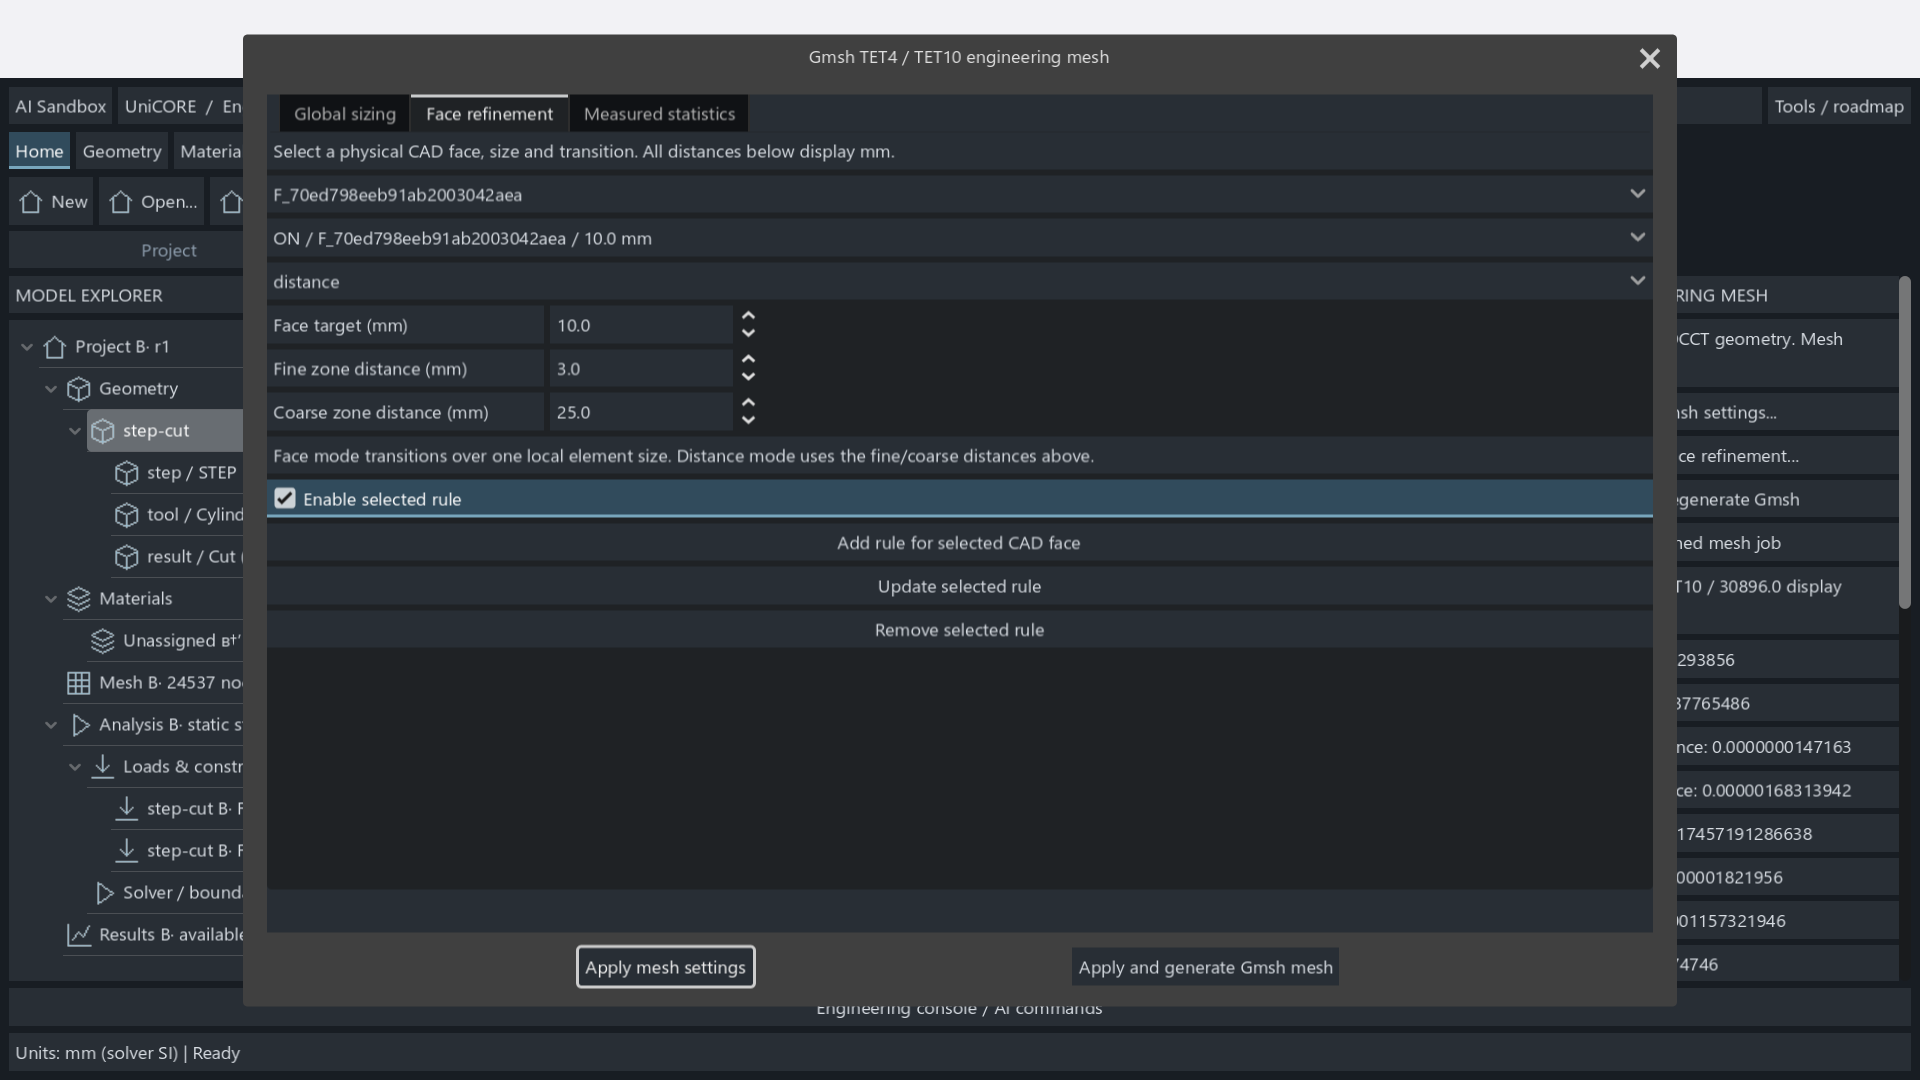 Gmsh TET4 / TET10 engineering mesh
AI Sandbox
UniCORE / En
Tools / roadmap
Home
Geometry
Materia
New
Open...
Project
MODEL EXPLORER
Project В· r1
Geometry
step-cut
step / STEP
tool / Cylind
result / Cut (
Materials
Unassigned в†’
Mesh В· 24537 no
Analysis В· static s
Loads & constr
step-cut В· F
step-cut В· F
Solver / bound
Results В· available
Global sizing
Face refinement
Measured statistics
Select a physical CAD face, size and transition. All distances below display mm.
F_70ed798eeb91ab2003042aea
ON / F_70ed798eeb91ab2003042aea / 10.0 mm
distance
Face target (mm)
10.0
Fine zone distance (mm)
3.0
Coarse zone distance (mm)
25.0
Face mode transitions over one local element size. Distance mode uses the fine/coarse distances above.
Enable selected rule
Add rule for selected CAD face
Update selected rule
Remove selected rule
Apply mesh settings
Apply and generate Gmsh mesh
RING MESH
CCT geometry. Mesh
sh settings...
ce refinement...
generate Gmsh
ned mesh job
T10 / 30896.0 display
293856
37765486
nce: 0.0000000147163
ce: 0.00000168313942
17457191286638
00001821956
01157321946
74746
Engineering console / AI commands
Units: mm (solver SI) | Ready